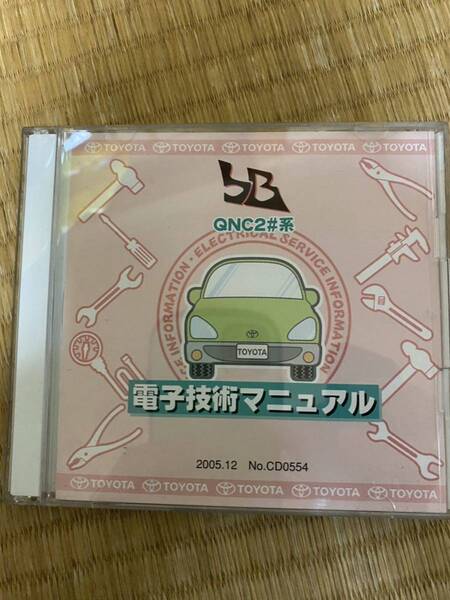 TOYOTA TOYOTA TOYOTA TOYOTA TOYOTA
bB
QNC2#系
E INFORMATION・ELECTRICAL SERVICE INFORMATION
TOYOTA
電子技術マニュアル
2005.12 No.CD0554
TOYOTA TOYOTA TOYOTA TOYOTA TOYOTA